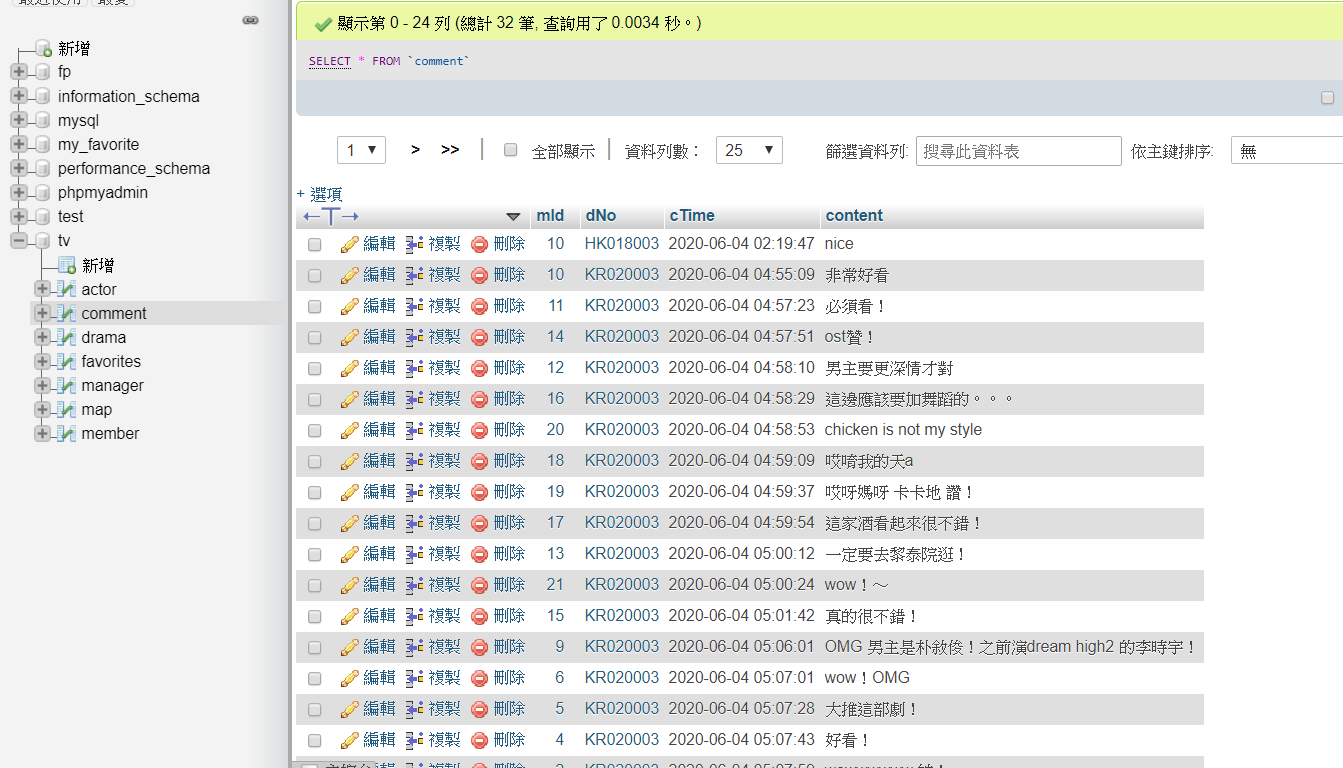 最近使用 最愛
新增
fp
information_schema
mysql
my_favorite
performance_schema
phpmyadmin
test
tv
新增
actor
comment
drama
favorites
manager
map
member
顯示第 0 - 24 列 (總計 32 筆, 查詢用了 0.0034 秒。)
SELECT * FROM `comment`
1 ▼ > >> | 全部顯示 | 資料列數： 25 ▼ 篩選資料列: 搜尋此資料表 依主鍵排序: 無
+ 選項
←T→ ▼ mId dNo cTime content
編輯 複製 刪除 10 HK018003 2020-06-04 02:19:47 nice
編輯 複製 刪除 10 KR020003 2020-06-04 04:55:09 非常好看
編輯 複製 刪除 11 KR020003 2020-06-04 04:57:23 必須看！
編輯 複製 刪除 14 KR020003 2020-06-04 04:57:51 ost贊！
編輯 複製 刪除 12 KR020003 2020-06-04 04:58:10 男主要更深情才對
編輯 複製 刪除 16 KR020003 2020-06-04 04:58:29 這邊應該要加舞蹈的。。。
編輯 複製 刪除 20 KR020003 2020-06-04 04:58:53 chicken is not my style
編輯 複製 刪除 18 KR020003 2020-06-04 04:59:09 哎唷我的天a
編輯 複製 刪除 19 KR020003 2020-06-04 04:59:37 哎呀媽呀 卡卡地 讚！
編輯 複製 刪除 17 KR020003 2020-06-04 04:59:54 這家酒看起來很不錯！
編輯 複製 刪除 13 KR020003 2020-06-04 05:00:12 一定要去黎泰院逛！
編輯 複製 刪除 21 KR020003 2020-06-04 05:00:24 wow！～
編輯 複製 刪除 15 KR020003 2020-06-04 05:01:42 真的很不錯！
編輯 複製 刪除 9 KR020003 2020-06-04 05:06:01 OMG 男主是朴敘俊！之前演dream high2 的李時宇！
編輯 複製 刪除 6 KR020003 2020-06-04 05:07:01 wow！OMG
編輯 複製 刪除 5 KR020003 2020-06-04 05:07:28 大推這部劇！
編輯 複製 刪除 4 KR020003 2020-06-04 05:07:43 好看！